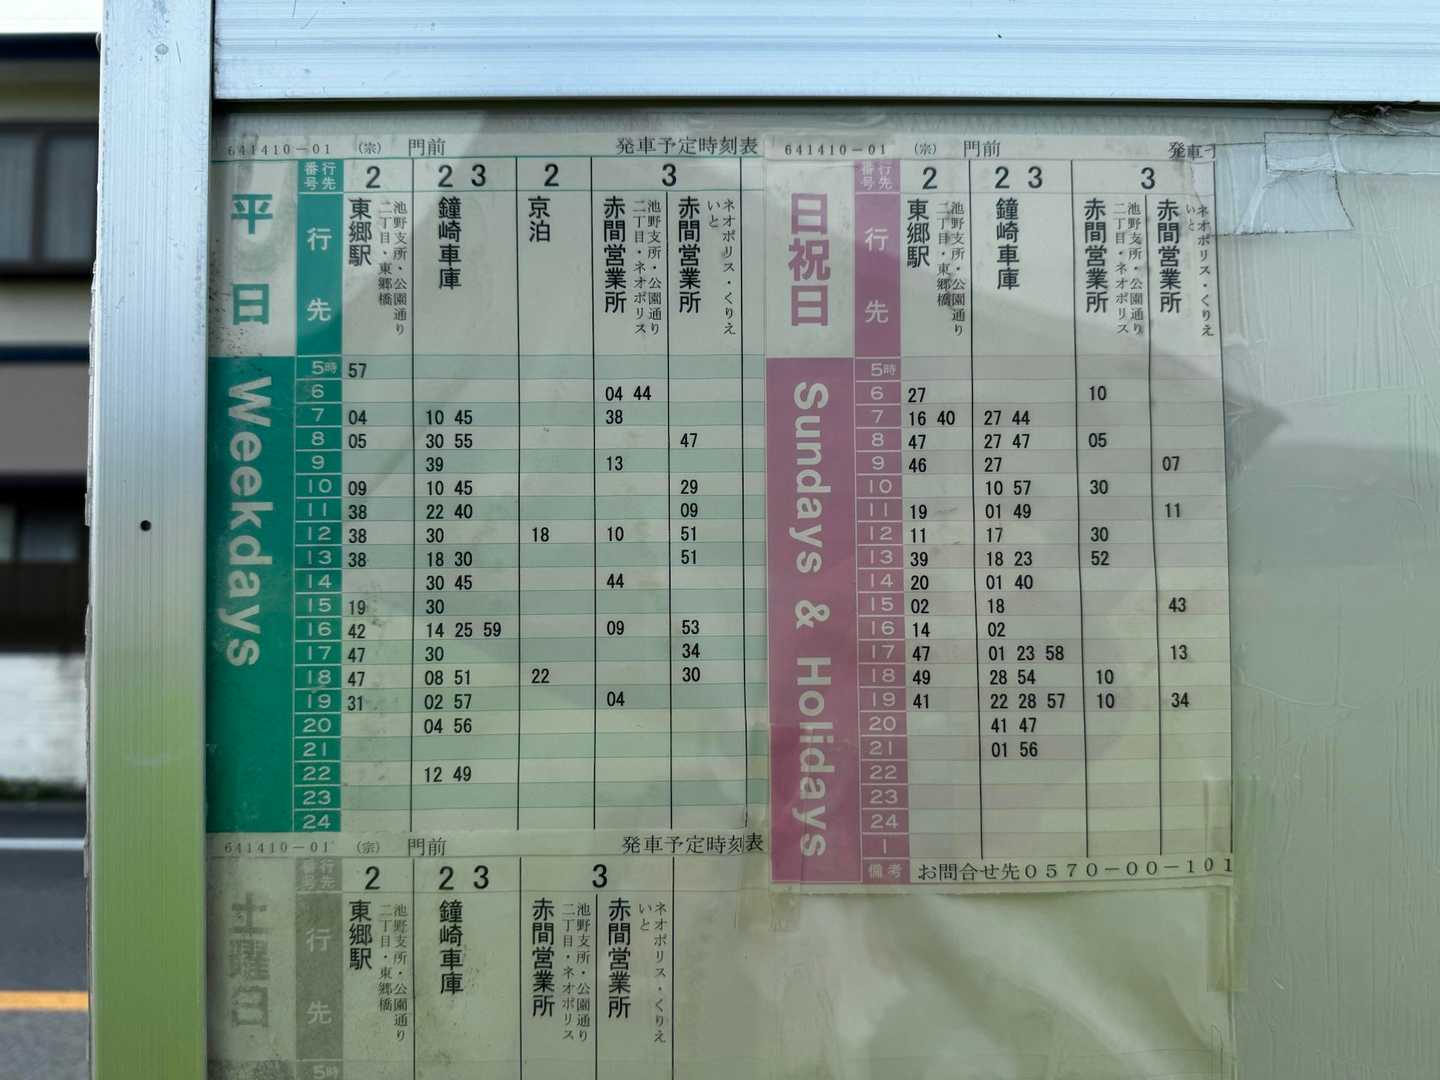 641410-01 (宗) 門前 発車予定時刻表
平日 Weekdays
番号 行先 2 2 3 2 3
行先 東郷駅 池野支所・公園通り二丁目・東郷橋 鐘崎車庫 京泊 赤間営業所 池野支所・公園通り二丁目・ネオポリス 赤間営業所 ネオポリス・くりえいと
5時 57
6 04 44
7 04 10 45 38
8 05 30 55 47
9 39 13
10 09 10 45 29
11 38 22 40 09
12 38 30 18 10 51
13 38 18 30 51
14 30 45 44
15 19 30
16 42 14 25 59 09 53
17 47 30 34
18 47 08 51 22 30
19 31 02 57 04
20 04 56
21
22 12 49
23
24
641410-01 (宗) 門前 発車
日祝日 Sundays & Holidays
番号 行先 2 2 3 3
行先 東郷駅 池野支所・公園通り二丁目・東郷橋 鐘崎車庫 赤間営業所 池野支所・公園通り二丁目・ネオポリス 赤間営業所 ネオポリス・くりえいと
5時
6 27 10
7 16 40 27 44
8 47 27 47 05
9 46 27 07
10 10 57 30
11 19 01 49 11
12 11 17 30
13 39 18 23 52
14 20 01 40
15 02 18 43
16 14 02
17 47 01 23 58 13
18 49 28 54 10
19 41 22 28 57 10 34
20 41 47
21 01 56
22
23
24
1
備考 お問合せ先0570-00-101
641410-01 (宗) 門前 発車予定時刻表
土曜日
番号 行先 2 2 3 3
行先 東郷駅 池野支所・公園通り二丁目・東郷橋 鐘崎車庫 赤間営業所 池野支所・公園通り二丁目・ネオポリス 赤間営業所 ネオポリス・くりえいと
5時